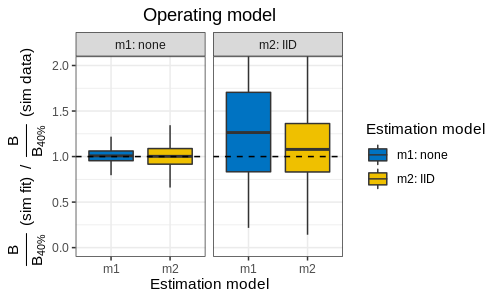 Operating model
m1: none
m2: IID
B/B40% (sim fit) / B/B40% (sim data)
2.0
1.5
1.0
0.5
0.0
m1
m2
m1
m2
Estimation model
Estimation model
m1: none
m2: IID